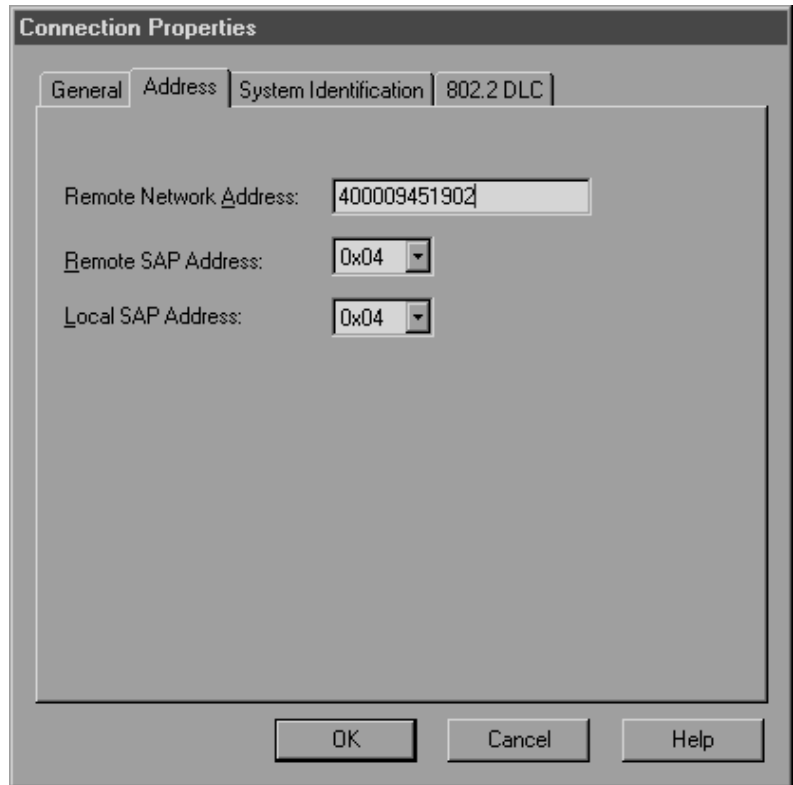 Connection Properties
General Address System Identification 802.2 DLC
Remote Network Address: 400009451902
Remote SAP Address: 0x04
Local SAP Address: 0x04
OK Cancel Help